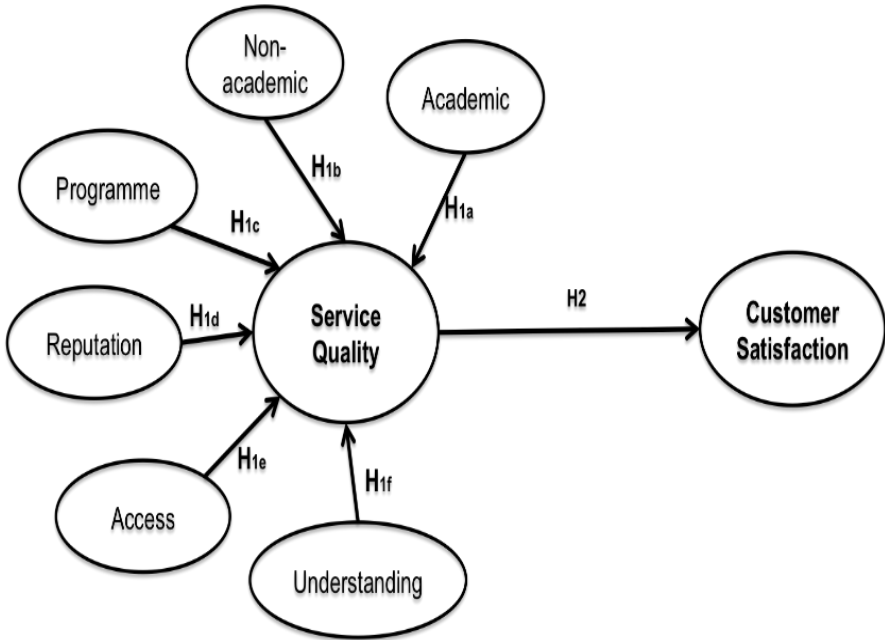 Non-
academic
Academic
H1b
Programme
H1a
H1c
H1d
Reputation
Service
Quality
H2
Customer
Satisfaction
H1e
Access
H1f
Understanding